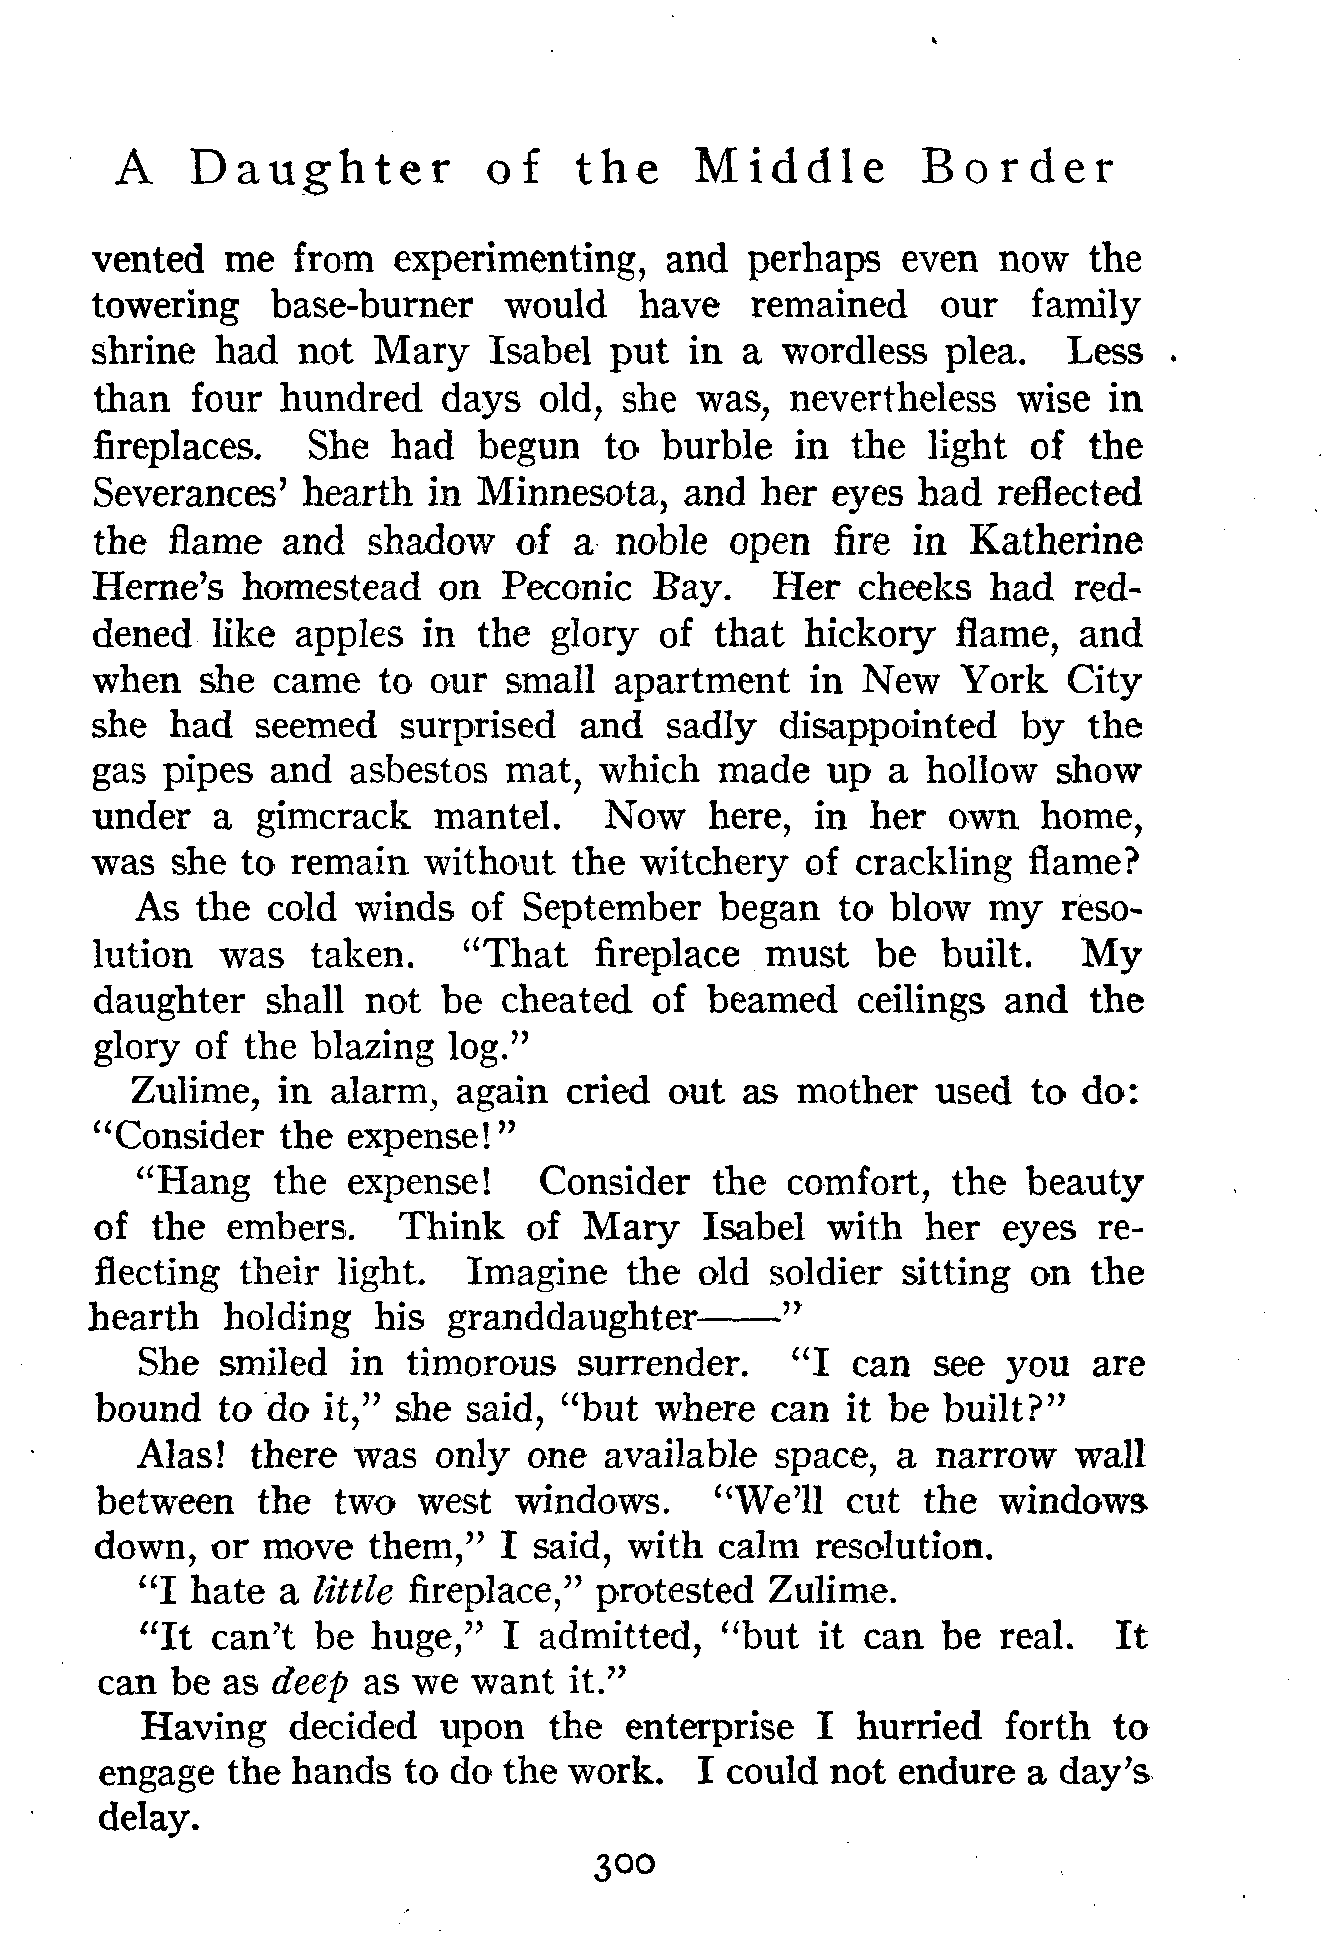 A Daughter of the Middle Border
vented me from experimenting, and perhaps even now the
towering base-burner would have remained our family
shrine had not Mary Isabel put in a wordless plea. Less
than four hundred days old, she was, nevertheless wise in
fireplaces. She had begun to burble in the light of the
Severances' hearth in Minnesota, and her eyes had reflected
the flame and shadow of a noble open fire in Katherine
Herne's homestead on Peconic Bay. Her cheeks had red-
dened like apples in the glory of that hickory flame, and
when she came to our small apartment in New York City
she had seemed surprised and sadly disappointed by the
gas pipes and asbestos mat, which made up a hollow show
under a gimcrack mantel. Now here, in her own home,
was she to remain without the witchery of crackling flame?
As the cold winds of September began to blow my reso-
lution was taken. "That fireplace must be built. My
daughter shall not be cheated of beamed ceilings and the
glory of the blazing log."
Zulime, in alarm, again cried out as mother used to do:
"Consider the expense!"
"Hang the expense! Consider the comfort, the beauty
of the embers. Think of Mary Isabel with her eyes re-
flecting their light. Imagine the old soldier sitting on the
hearth holding his granddaughter——"
She smiled in timorous surrender. "I can see you are
bound to do it," she said, "but where can it be built?"
Alas! there was only one available space, a narrow wall
between the two west windows. "We'll cut the windows
down, or move them," I said, with calm resolution.
"I hate a little fireplace," protested Zulime.
"It can't be huge," I admitted, "but it can be real. It
can be as deep as we want it."
Having decided upon the enterprise I hurried forth to
engage the hands to do the work. I could not endure a day's
delay.
300